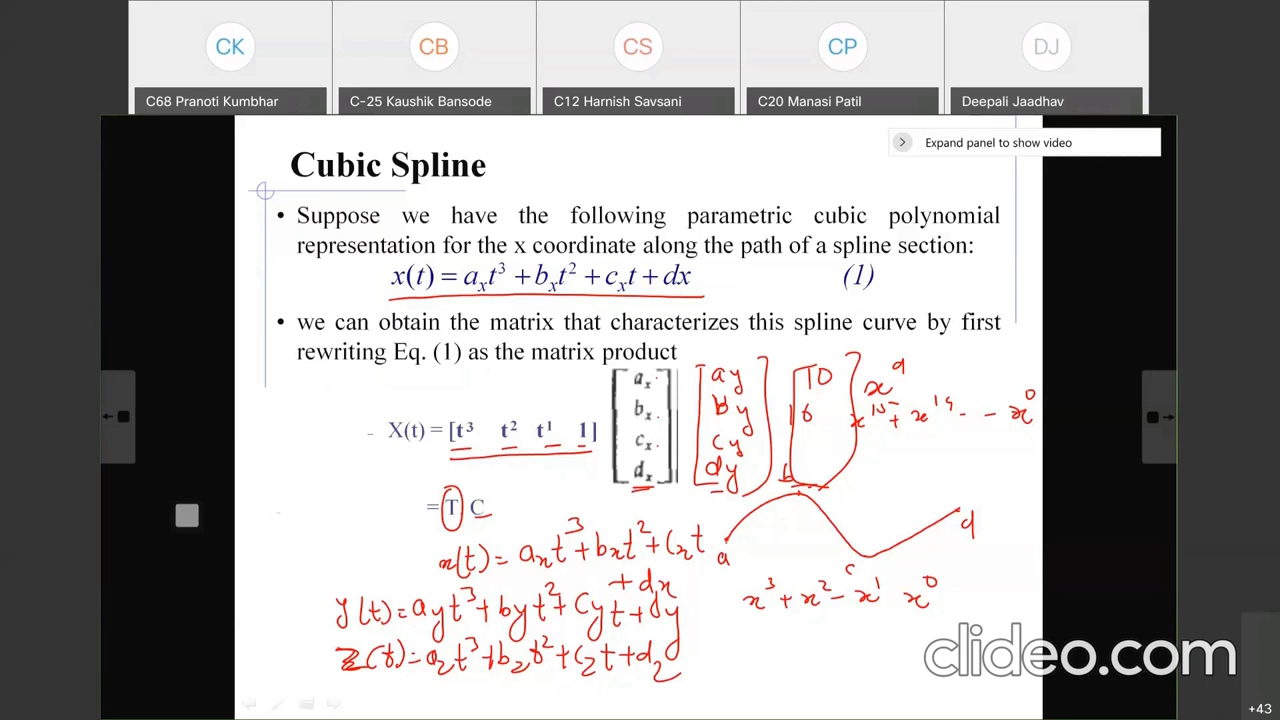 CK CB CS CP DJ
C68 Pranoti Kumbhar C-25 Kaushik Bansode C12 Harnish Savsani C20 Manasi Patil Deepali Jaadhav
Expand panel to show video
Cubic Spline
• Suppose we have the following parametric cubic polynomial
representation for the x coordinate along the path of a spline section:
x(t) = aₓt³ + bₓt² + cₓt + dx (1)
• we can obtain the matrix that characterizes this spline curve by first
rewriting Eq. (1) as the matrix product
X(t) = [t³ t² t¹ 1]
aₓ
bₓ
cₓ
dₓ
ay
by
cy
dy
= T C
x(t) = aₓt³ + bₓt² + cₓt
+ dx
y(t) = ayt³ + byt² + cyt + dy
z(t) = a_zt³ + b_zt² + c_zt + d_z
a
b
c
d
x³ + x² - x¹ x⁰
clideo.com
+43